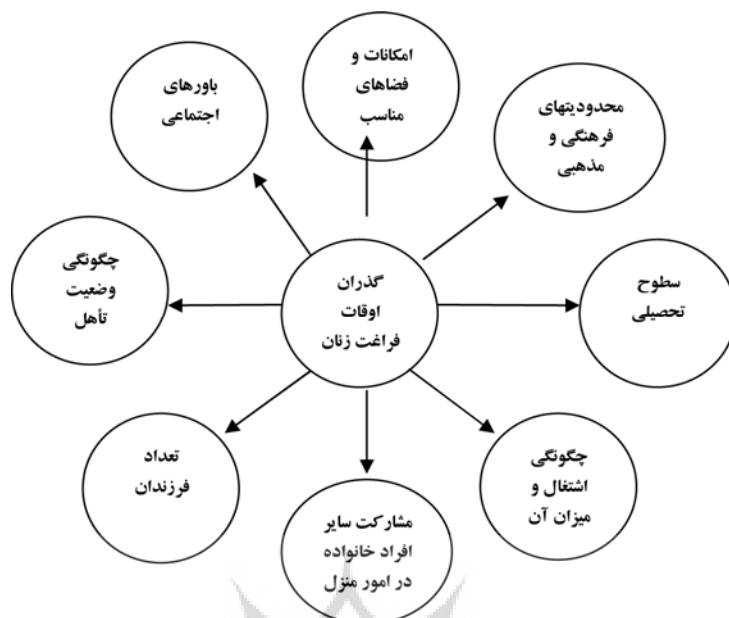 امکانات و
فضاهای
مناسب
محدودیتهای
فرهنگی و
مذهبی
سطوح
تحصیلی
چگونگی
اشتغال و
میزان آن
مشارکت سایر
افراد خانواده
در امور منزل
تعداد
فرزندان
چگونگی
وضعیت
تأهل
باورهای
اجتماعی
گذران
اوقات
فراغت زنان